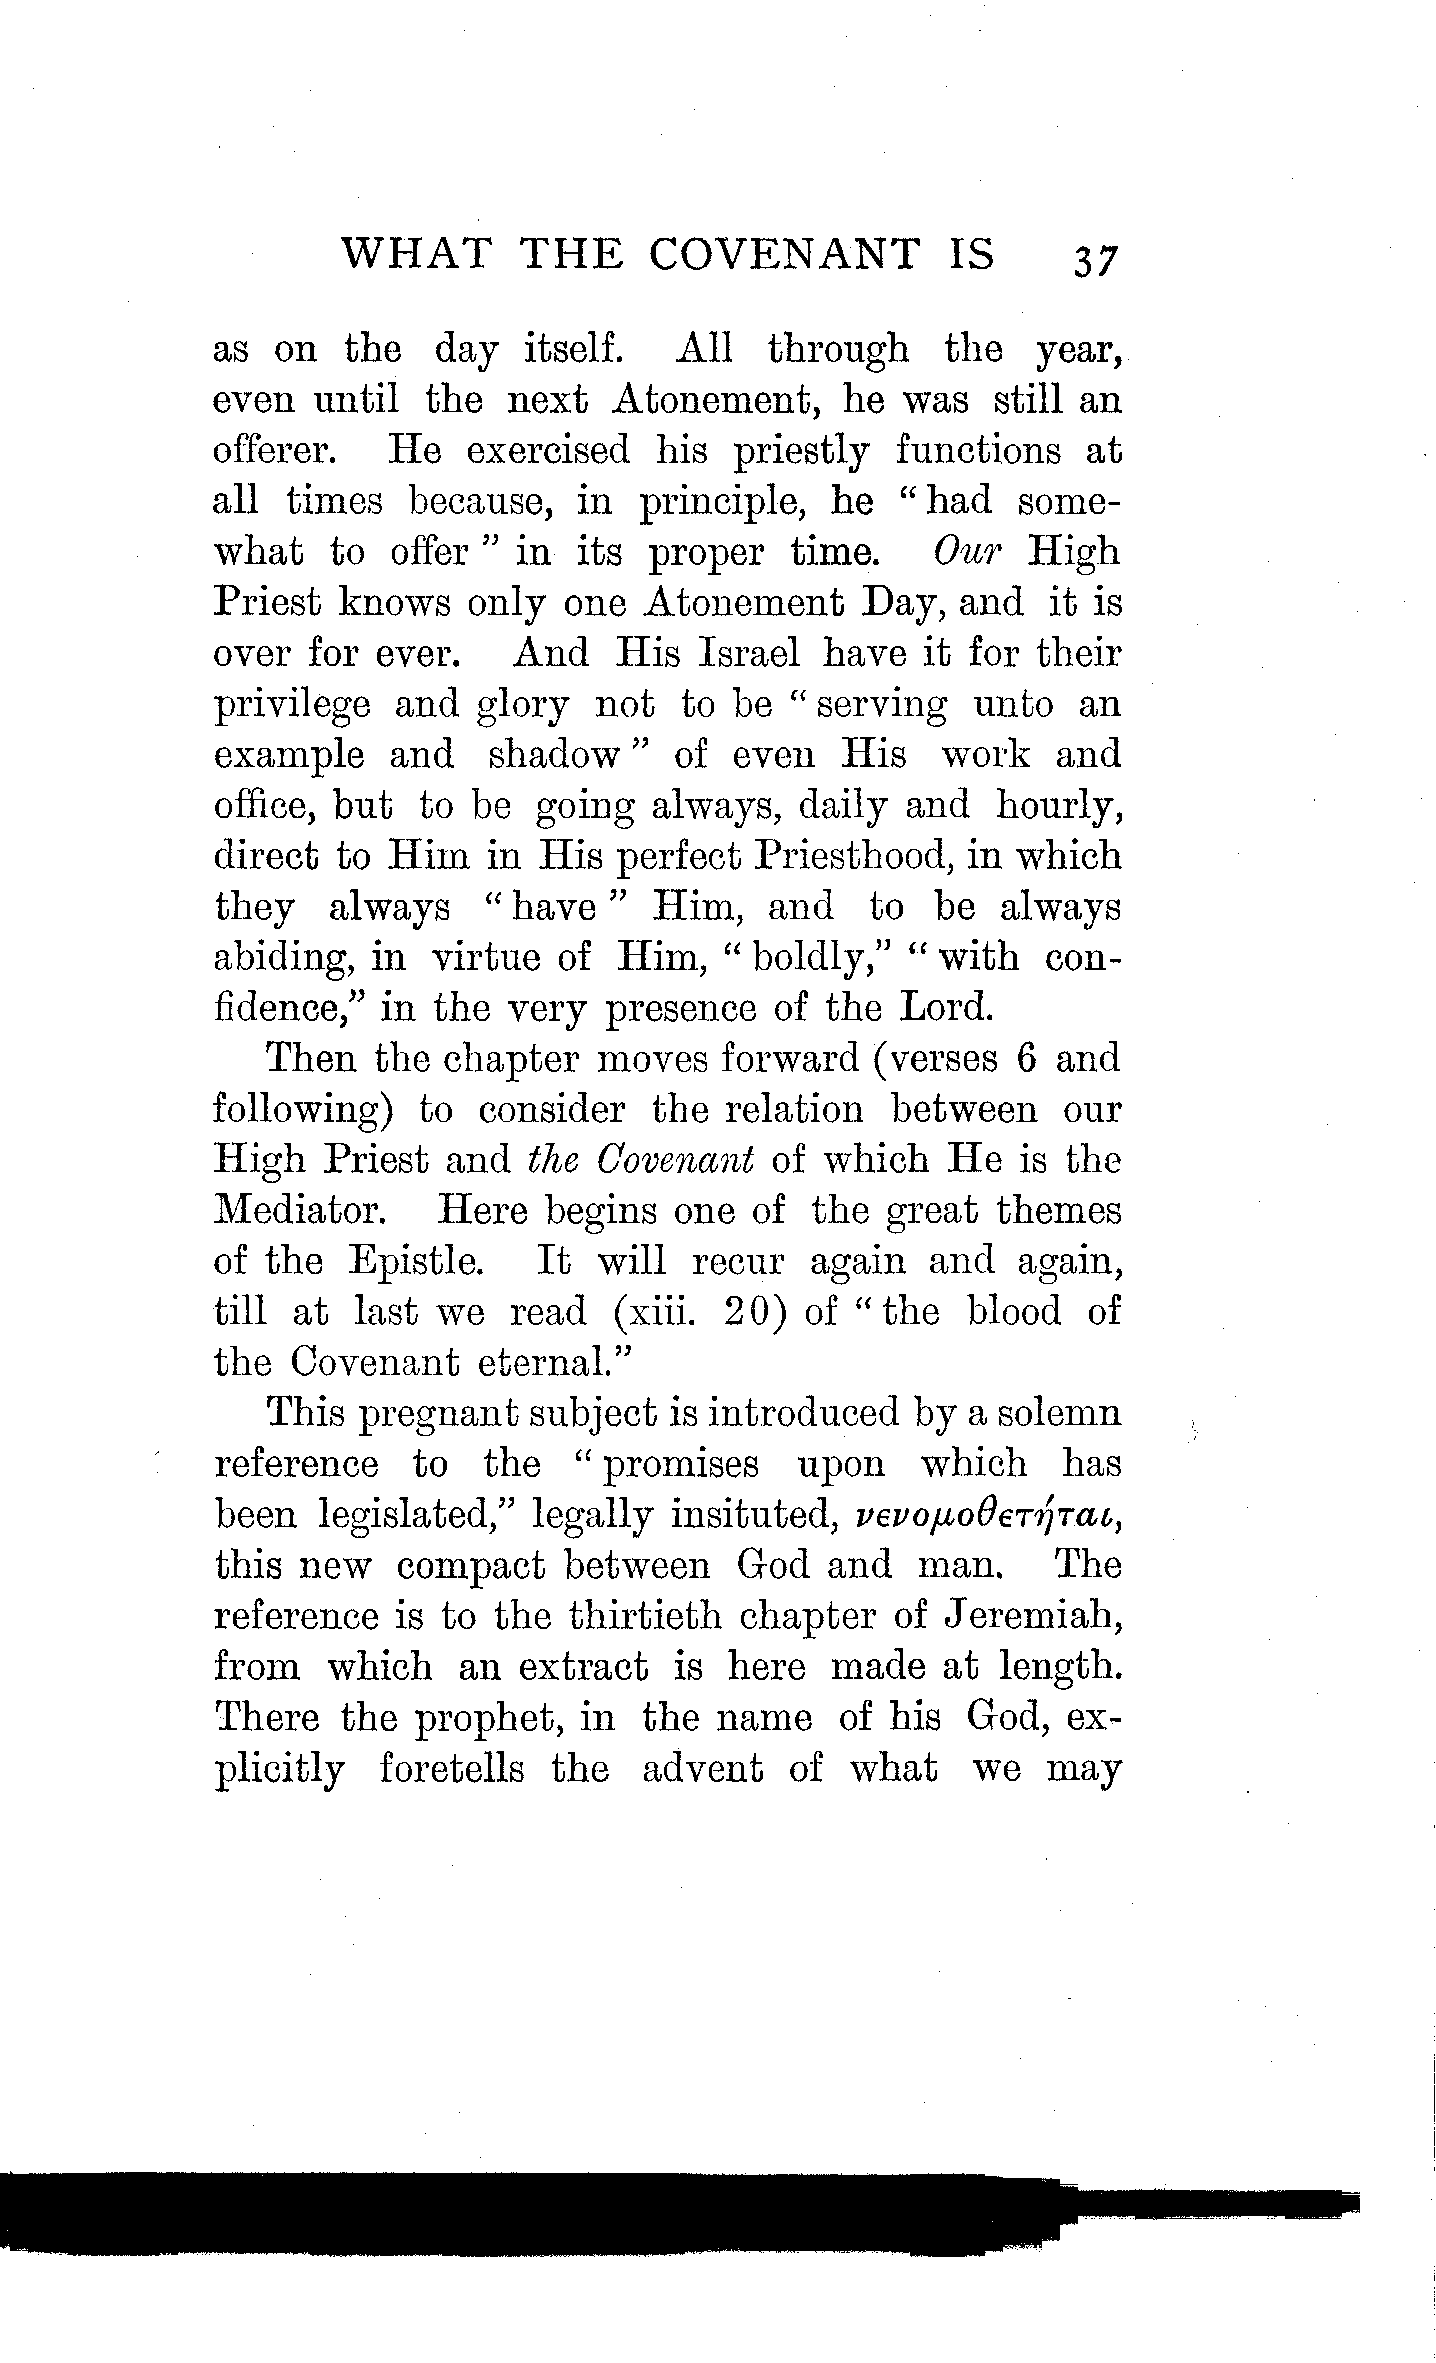 WHAT THE COVENANT IS 37
as on the day itself. All through the year,
even until the next Atonement, he was still an
offerer. He exercised his priestly functions at
all times because, in principle, he “had some-
what to offer” in its proper time. Our High
Priest knows only one Atonement Day, and it is
over for ever. And His Israel have it for their
privilege and glory not to be “serving unto an
example and shadow” of even His work and
office, but to be going always, daily and hourly,
direct to Him in His perfect Priesthood, in which
they always “have” Him, and to be always
abiding, in virtue of Him, “boldly,” “with con-
fidence,” in the very presence of the Lord.
Then the chapter moves forward (verses 6 and
following) to consider the relation between our
High Priest and the Covenant of which He is the
Mediator. Here begins one of the great themes
of the Epistle. It will recur again and again,
till at last we read (xiii. 20) of “the blood of
the Covenant eternal.”
This pregnant subject is introduced by a solemn
reference to the “promises upon which has
been legislated,” legally insituted, νενομοθετήται,
this new compact between God and man. The
reference is to the thirtieth chapter of Jeremiah,
from which an extract is here made at length.
There the prophet, in the name of his God, ex-
plicitly foretells the advent of what we may